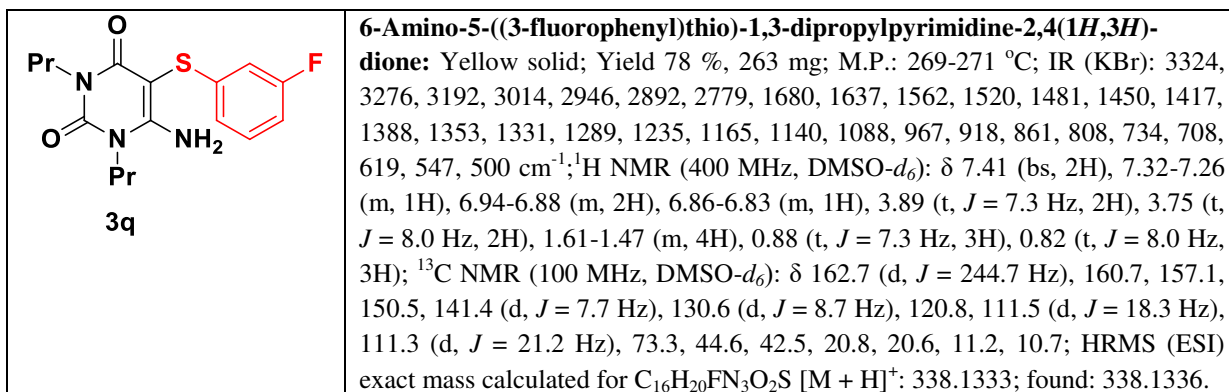 O
Pr
N
S
F
O
N
NH2
Pr
3q
6-Amino-5-((3-fluorophenyl)thio)-1,3-dipropylpyrimidine-2,4(1H,3H)-
dione: Yellow solid; Yield 78 %, 263 mg; M.P.: 269-271 °C; IR (KBr): 3324,
3276, 3192, 3014, 2946, 2892, 2779, 1680, 1637, 1562, 1520, 1481, 1450, 1417,
1388, 1353, 1331, 1289, 1235, 1165, 1140, 1088, 967, 918, 861, 808, 734, 708,
619, 547, 500 cm-1;1H NMR (400 MHz, DMSO-d6): δ 7.41 (bs, 2H), 7.32-7.26
(m, 1H), 6.94-6.88 (m, 2H), 6.86-6.83 (m, 1H), 3.89 (t, J = 7.3 Hz, 2H), 3.75 (t,
J = 8.0 Hz, 2H), 1.61-1.47 (m, 4H), 0.88 (t, J = 7.3 Hz, 3H), 0.82 (t, J = 8.0 Hz,
3H); 13C NMR (100 MHz, DMSO-d6): δ 162.7 (d, J = 244.7 Hz), 160.7, 157.1,
150.5, 141.4 (d, J = 7.7 Hz), 130.6 (d, J = 8.7 Hz), 120.8, 111.5 (d, J = 18.3 Hz),
111.3 (d, J = 21.2 Hz), 73.3, 44.6, 42.5, 20.8, 20.6, 11.2, 10.7; HRMS (ESI)
exact mass calculated for C16H20FN3O2S [M + H]+: 338.1333; found: 338.1336.